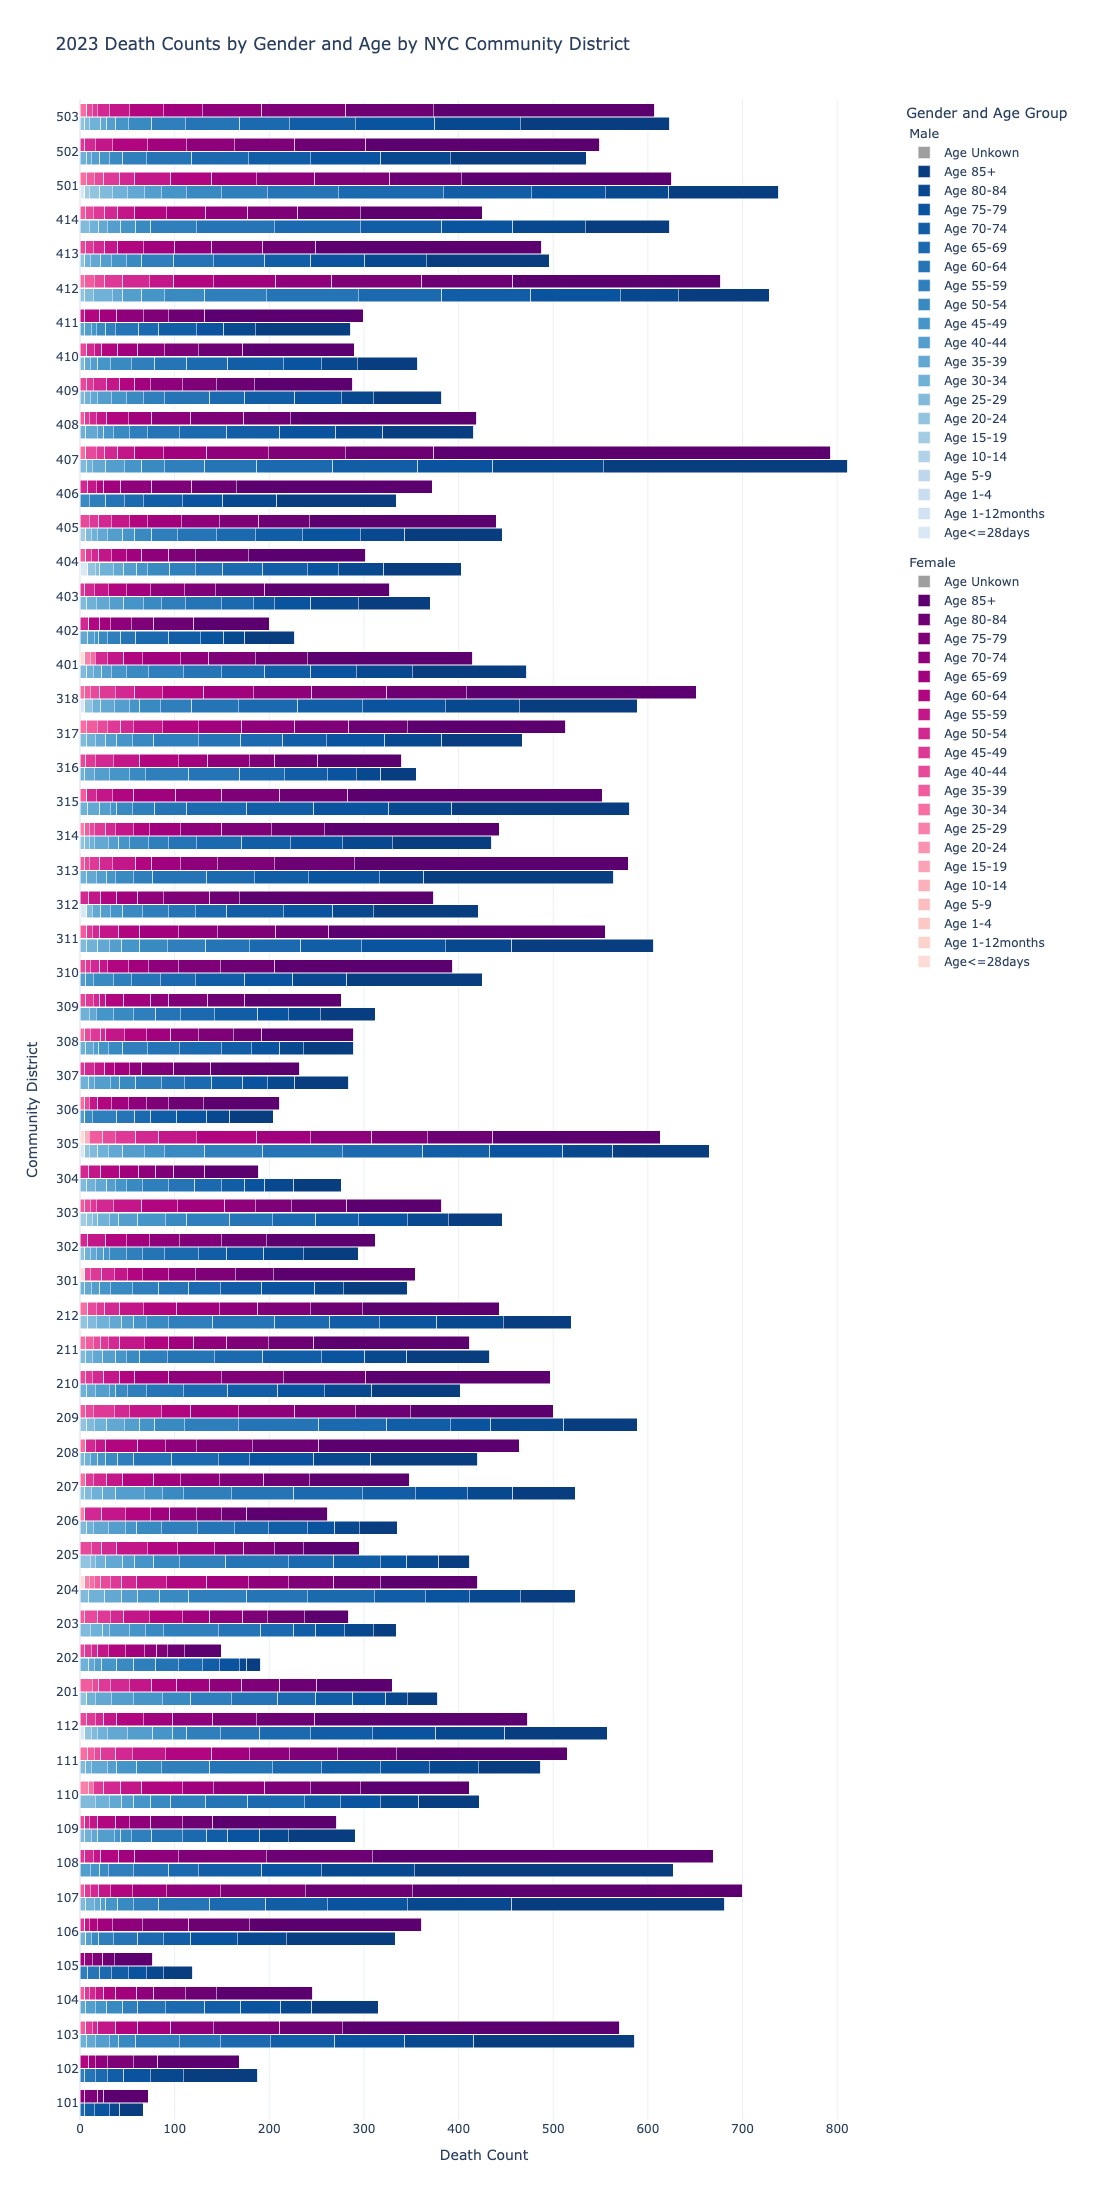 2023 Death Counts by Gender and Age by NYC Community District
503
502
501
414
413
412
411
410
409
408
407
406
405
404
403
402
401
318
317
316
315
314
313
312
311
310
309
308
307
306
305
304
303
302
301
212
211
210
209
208
207
206
205
204
203
202
201
112
111
110
109
108
107
106
105
104
103
102
101
Community District
0 100 200 300 400 500 600 700 800
Death Count
Gender and Age Group
Male
Age Unkown
Age 85+
Age 80-84
Age 75-79
Age 70-74
Age 65-69
Age 60-64
Age 55-59
Age 50-54
Age 45-49
Age 40-44
Age 35-39
Age 30-34
Age 25-29
Age 20-24
Age 15-19
Age 10-14
Age 5-9
Age 1-4
Age 1-12months
Age<=28days
Female
Age Unkown
Age 85+
Age 80-84
Age 75-79
Age 70-74
Age 65-69
Age 60-64
Age 55-59
Age 50-54
Age 45-49
Age 40-44
Age 35-39
Age 30-34
Age 25-29
Age 20-24
Age 15-19
Age 10-14
Age 5-9
Age 1-4
Age 1-12months
Age<=28days